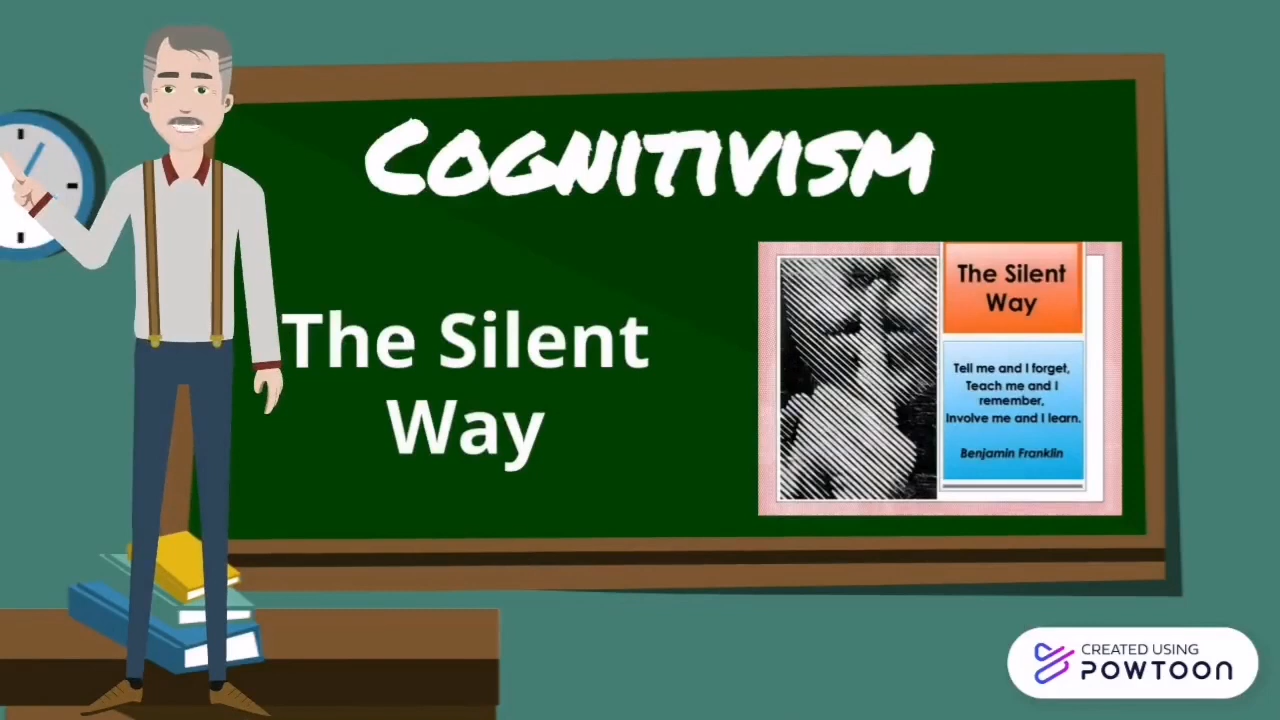 COGNITIVISM
The Silent
Way
The Silent
Way
Tell me and I forget,
Teach me and I
remember,
Involve me and I learn.
Benjamin Franklin
CREATED USING
POWTOON